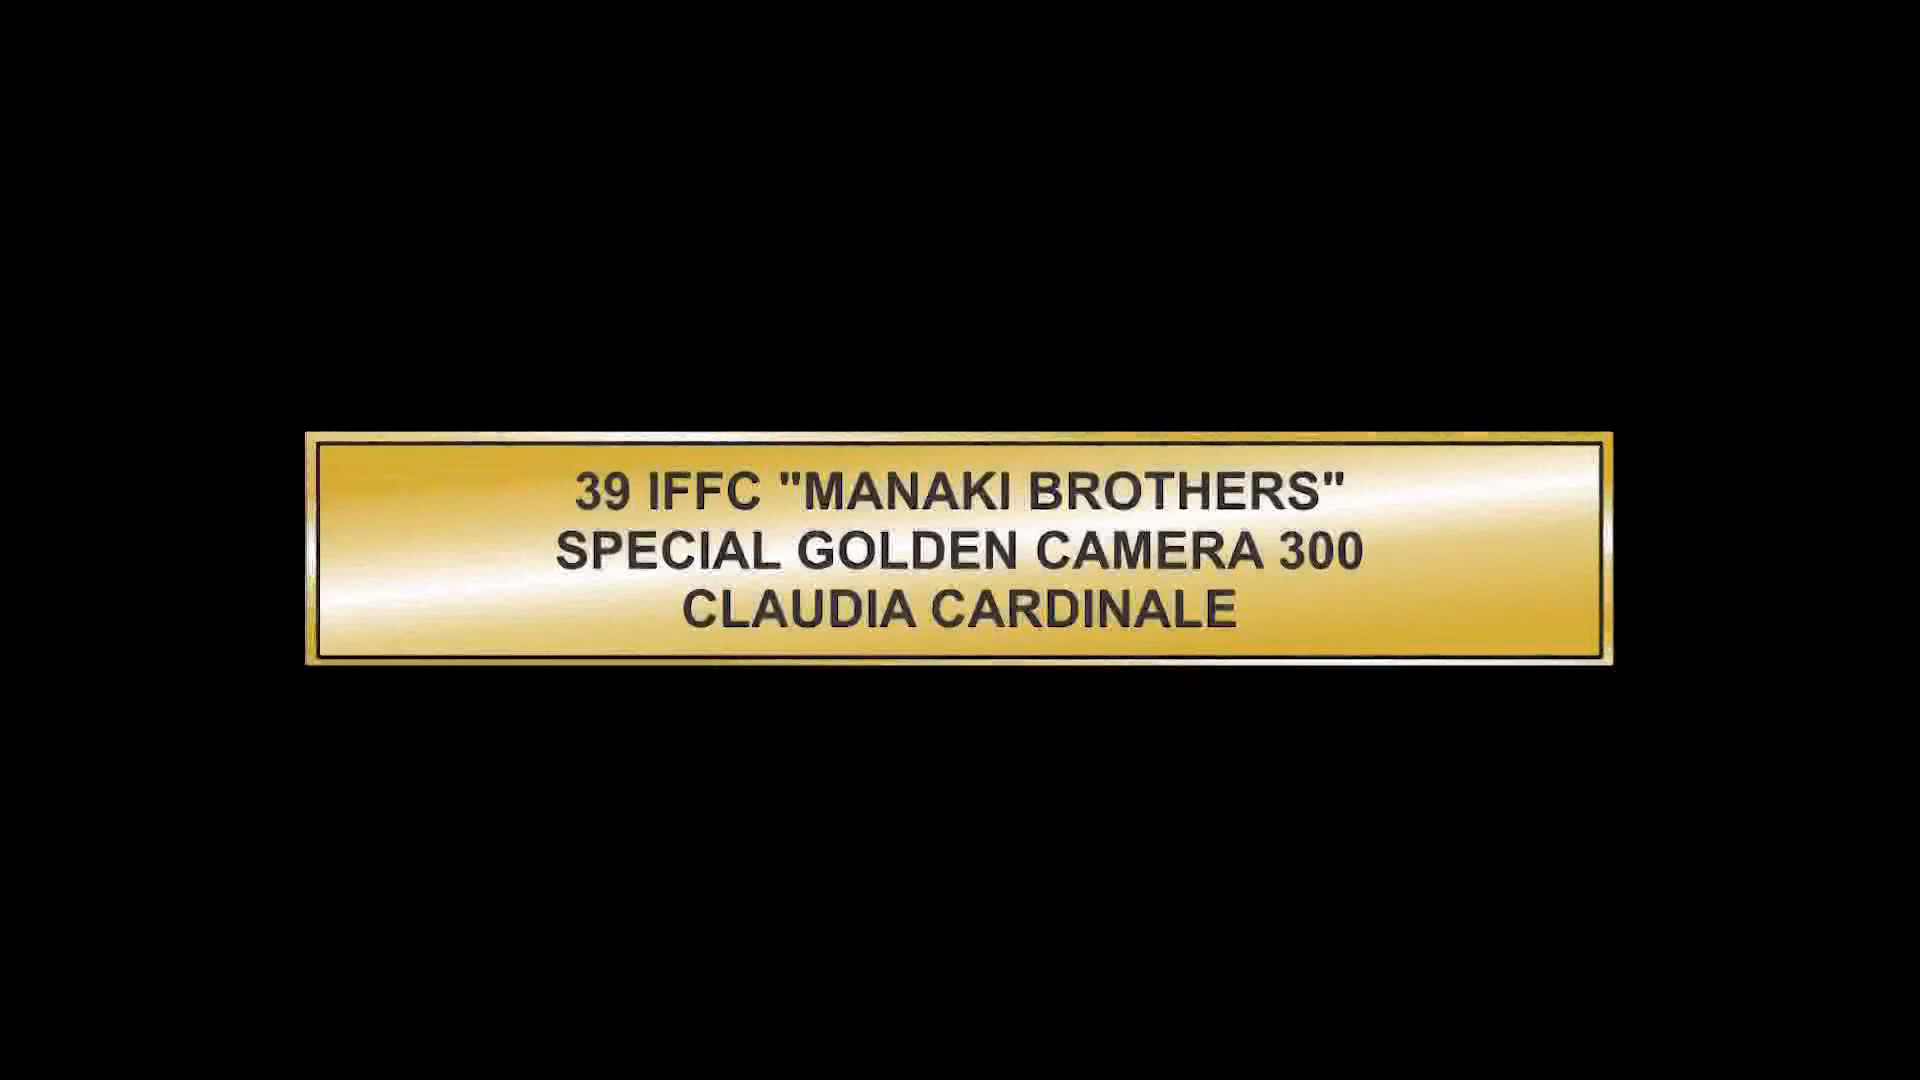 39 IFFC "MANAKI BROTHERS"
SPECIAL GOLDEN CAMERA 300
CLAUDIA CARDINALE